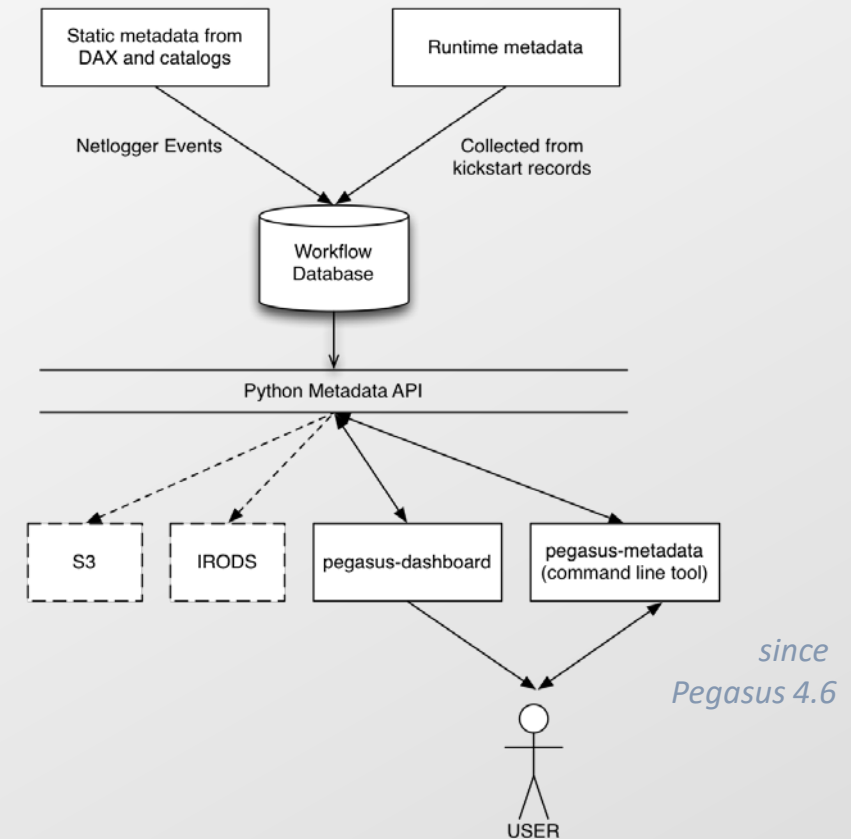 Static metadata from
DAX and catalogs
Runtime metadata
Netlogger Events
Collected from
kickstart records
Workflow
Database
Python Metadata API
S3
IRODS
pegasus-dashboard
pegasus-metadata
(command line tool)
since
Pegasus 4.6
USER